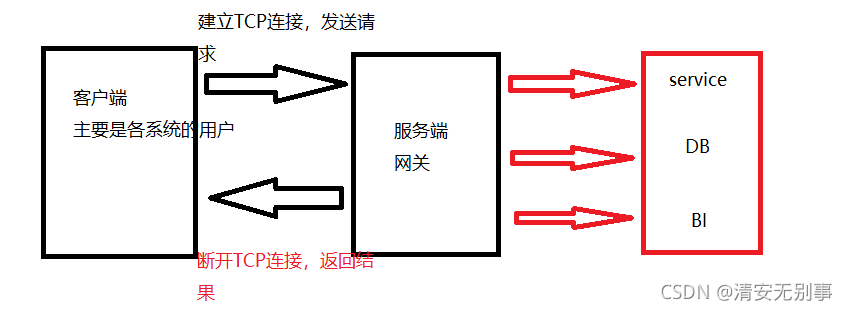 建立TCP连接，发送请
求
客户端
主要是各系统的用户
服务端
网关
service
DB
BI
断开TCP连接，返回结
果
CSDN @清安无别事